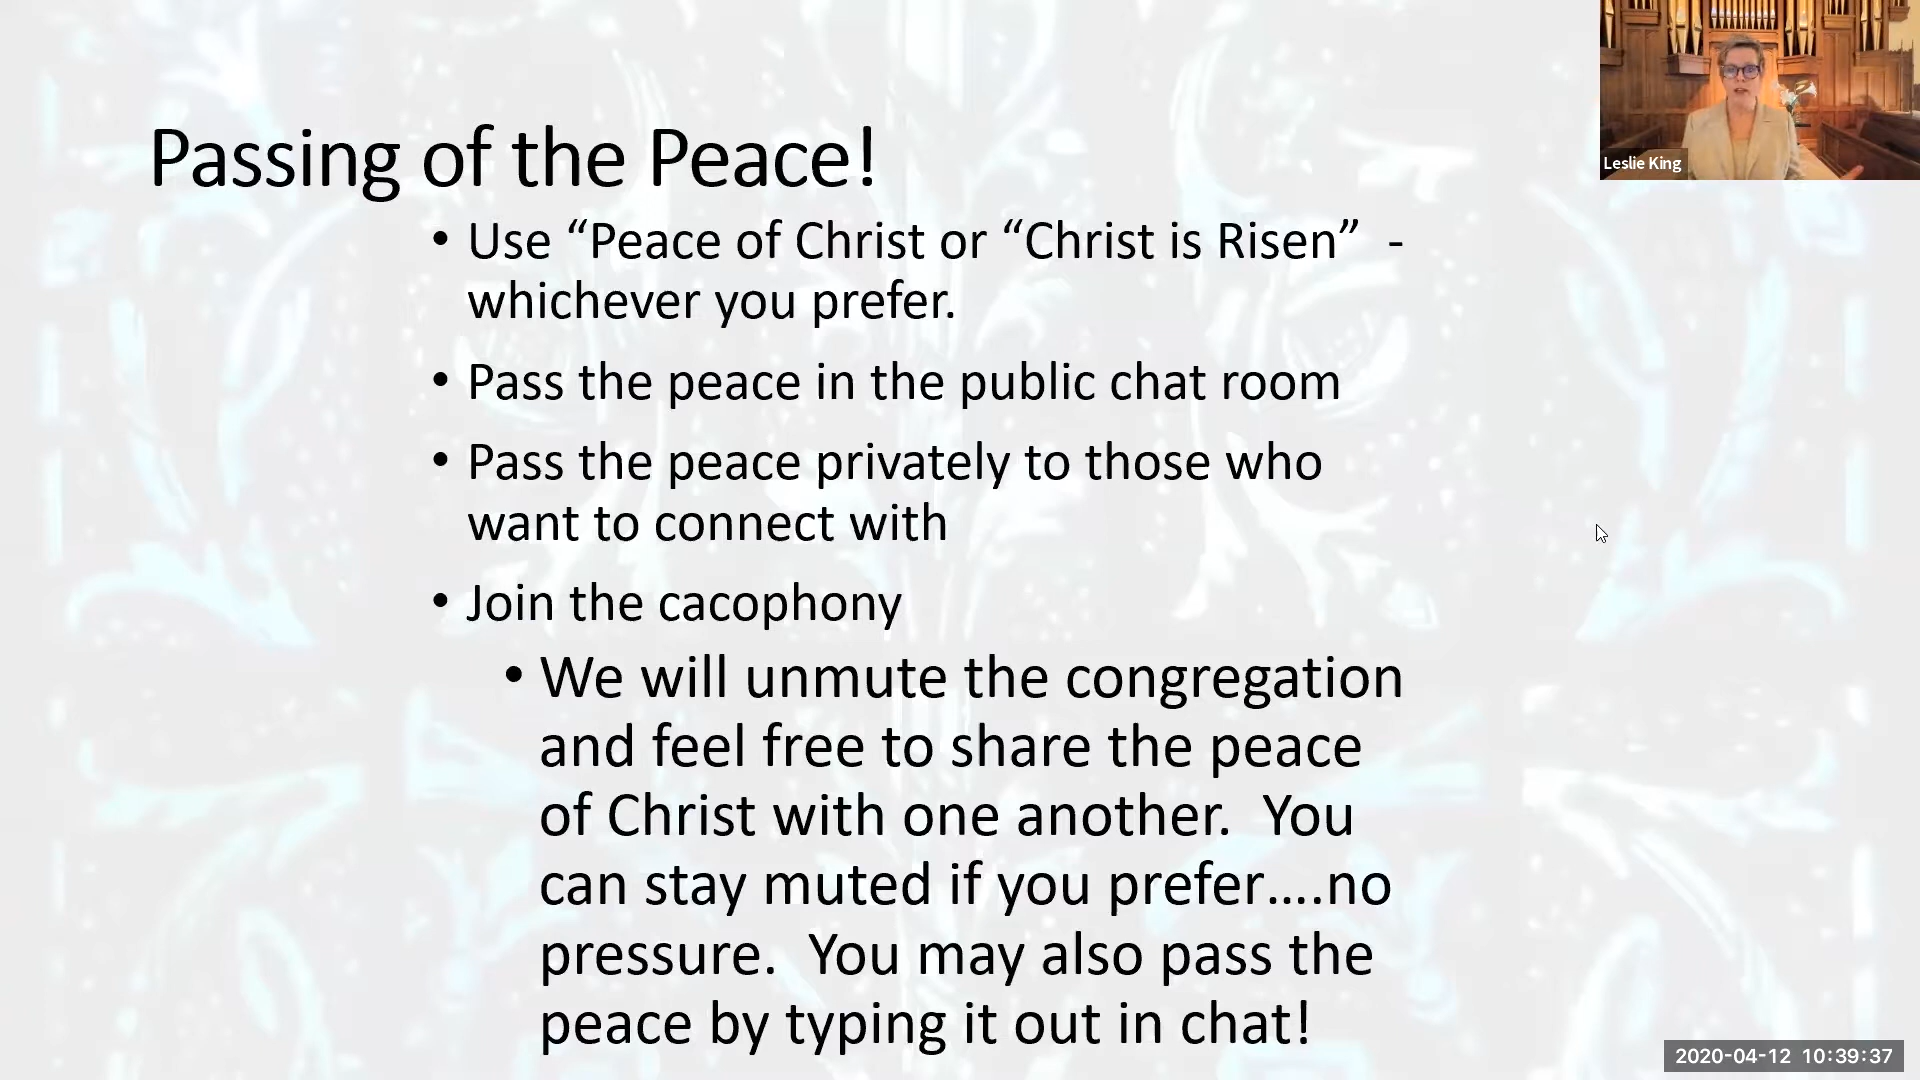 Passing of the Peace!
• Use “Peace of Christ or “Christ is Risen”  -
whichever you prefer.
• Pass the peace in the public chat room
• Pass the peace privately to those who
want to connect with
• Join the cacophony
• We will unmute the congregation
and feel free to share the peace
of Christ with one another.  You
can stay muted if you prefer....no
pressure.  You may also pass the
peace by typing it out in chat!
Leslie King
2020-04-12  10:39:37